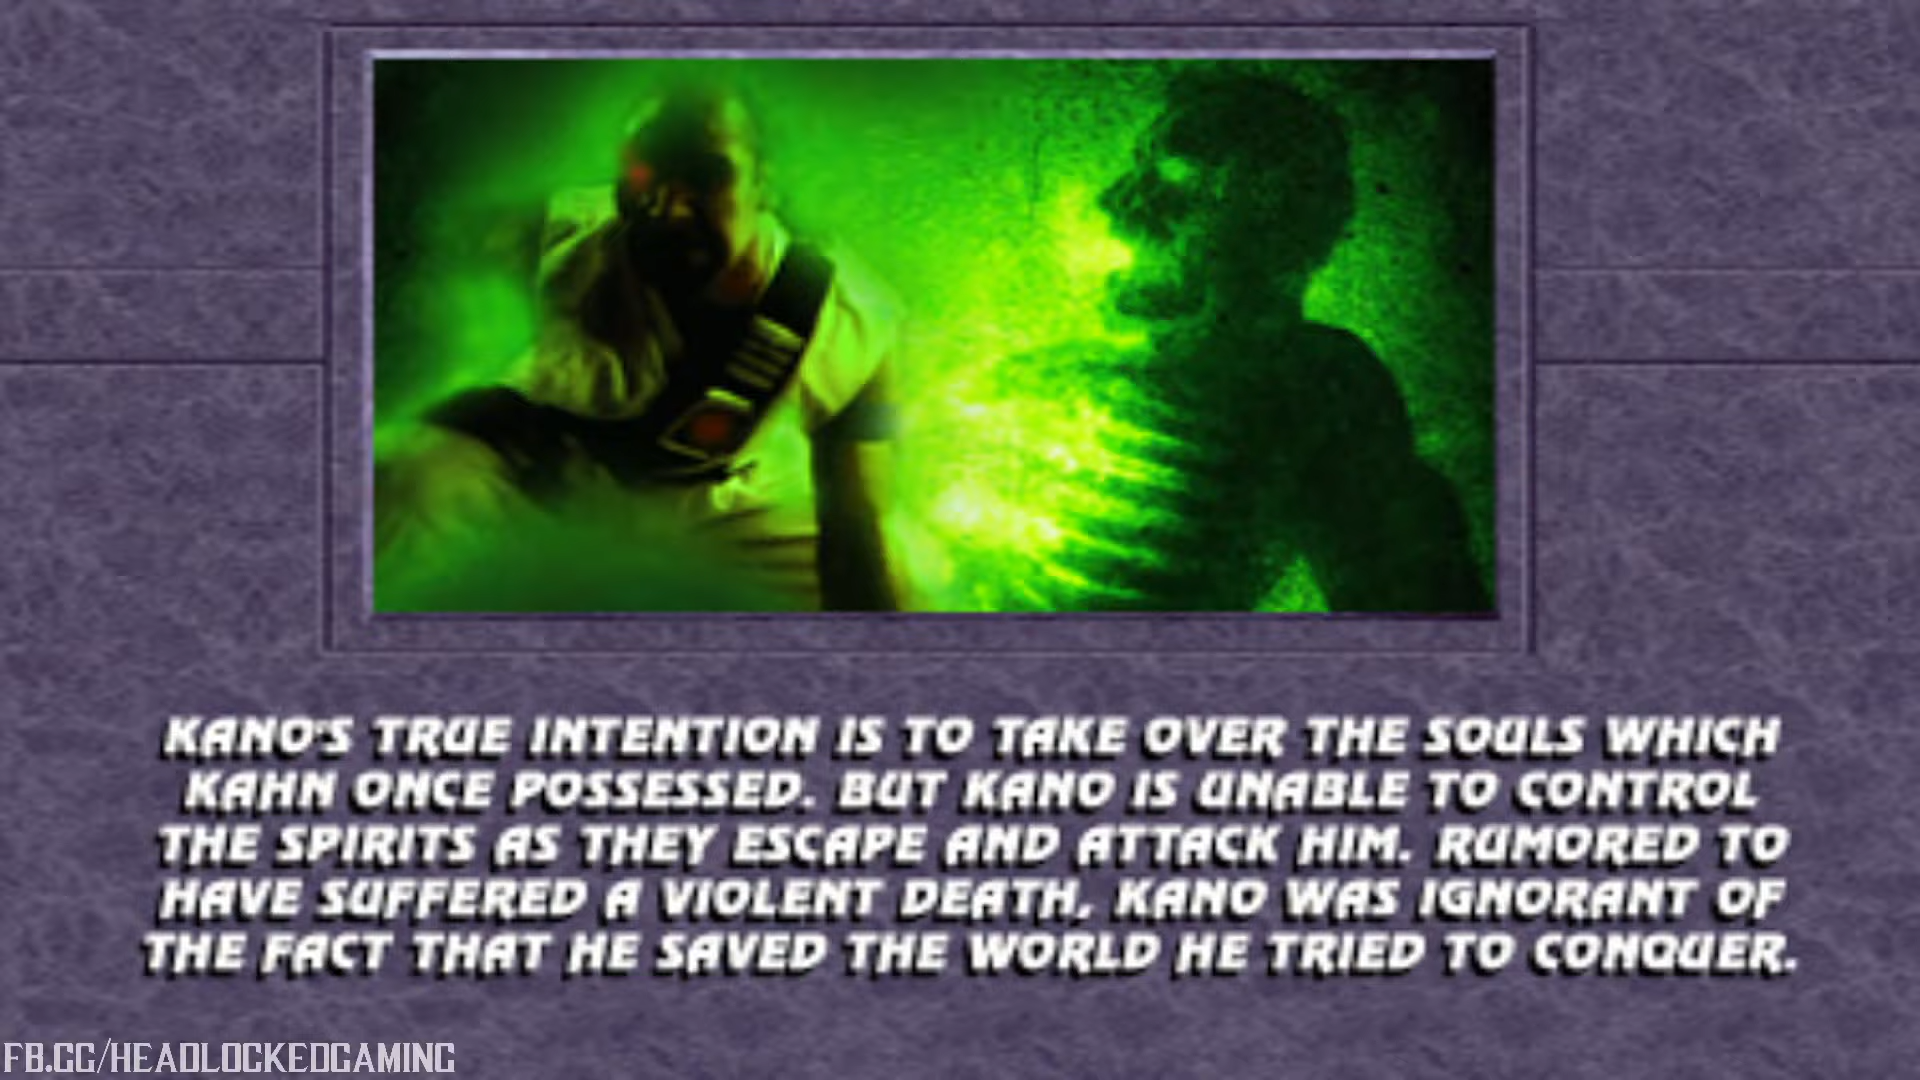 KANO'S TRUE INTENTION IS TO TAKE OVER THE SOULS WHICH
KAHN ONCE POSSESSED. BUT KANO IS UNABLE TO CONTROL
THE SPIRITS AS THEY ESCAPE AND ATTACK HIM. RUMORED TO
HAVE SUFFERED A VIOLENT DEATH, KANO WAS IGNORANT OF
THE FACT THAT HE SAVED THE WORLD HE TRIED TO CONQUER.
FB.GG/HEADLOCKEDGAMING